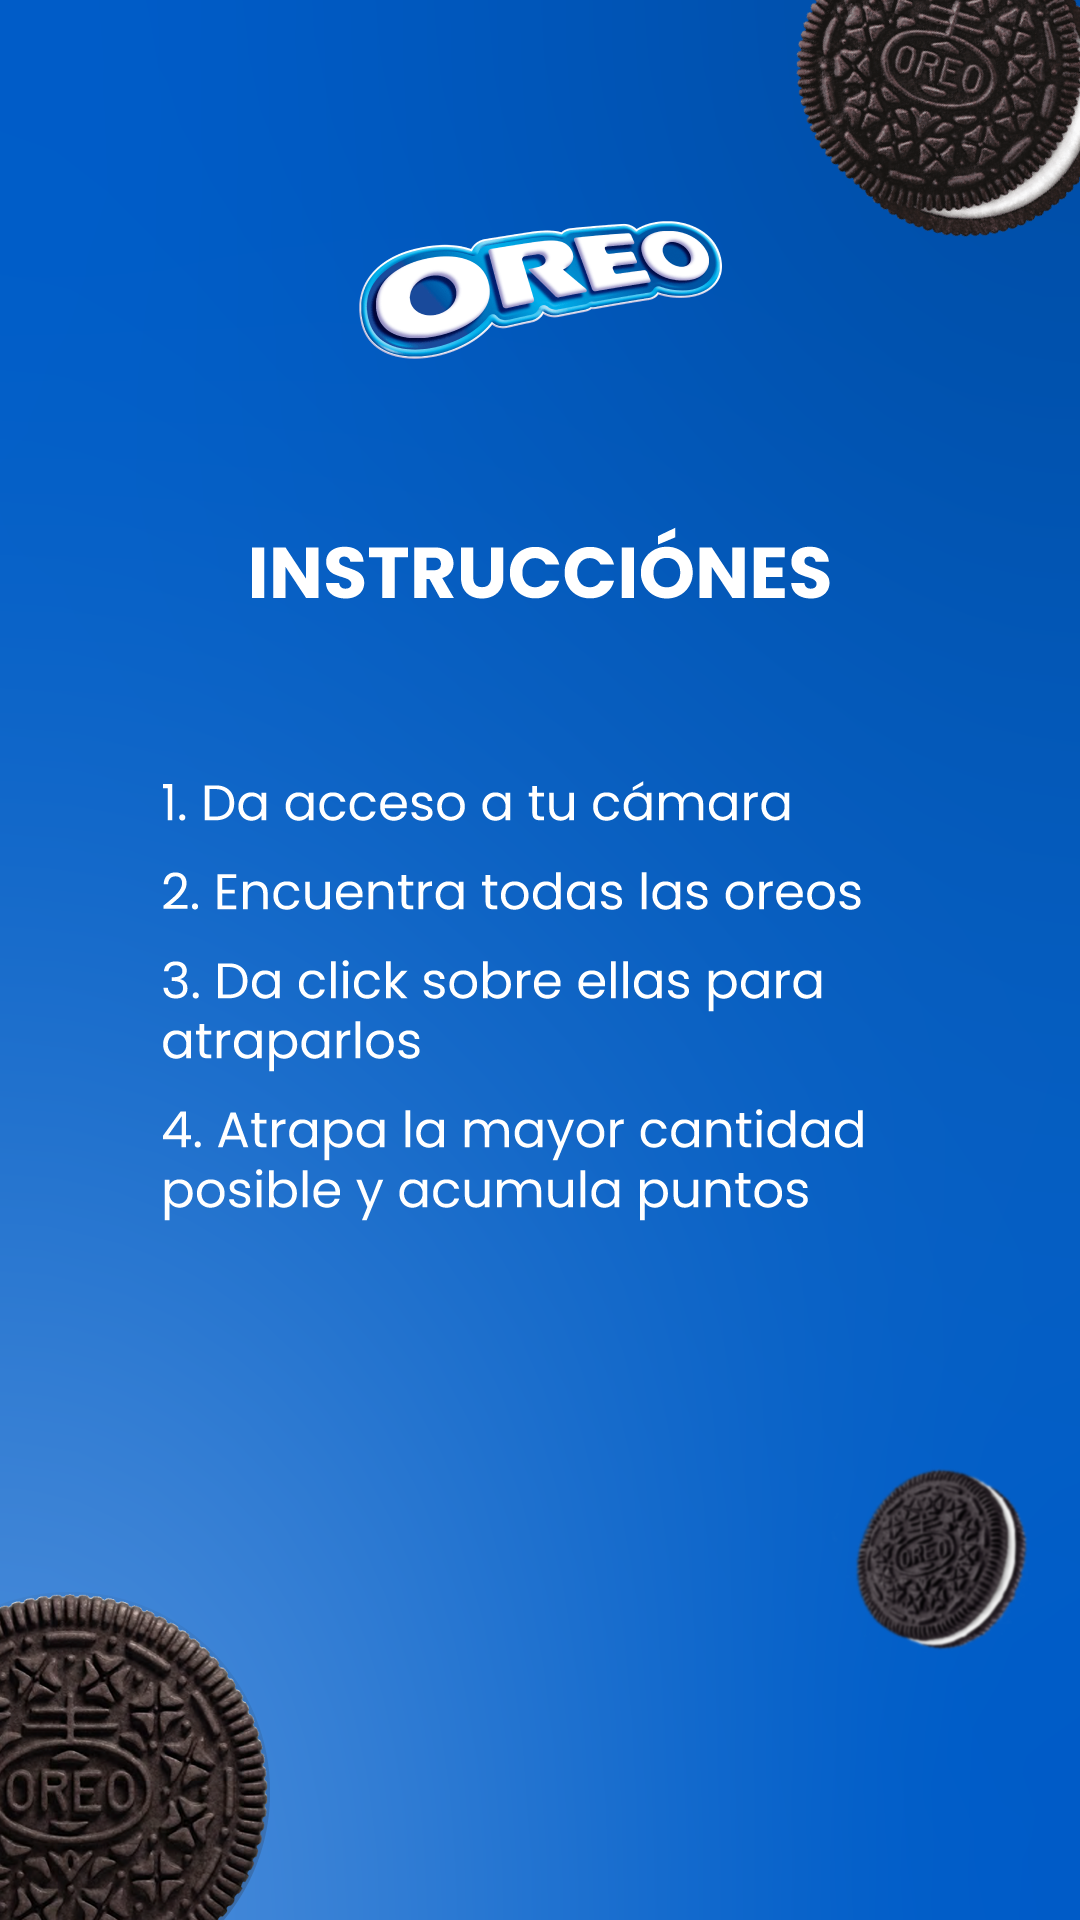 OREO
OREO
INSTRUCCIÓNES
1. Da acceso a tu cámara
2. Encuentra todas las oreos
3. Da click sobre ellas para
atraparlos
4. Atrapa la mayor cantidad
posible y acumula puntos
OREO
OREO